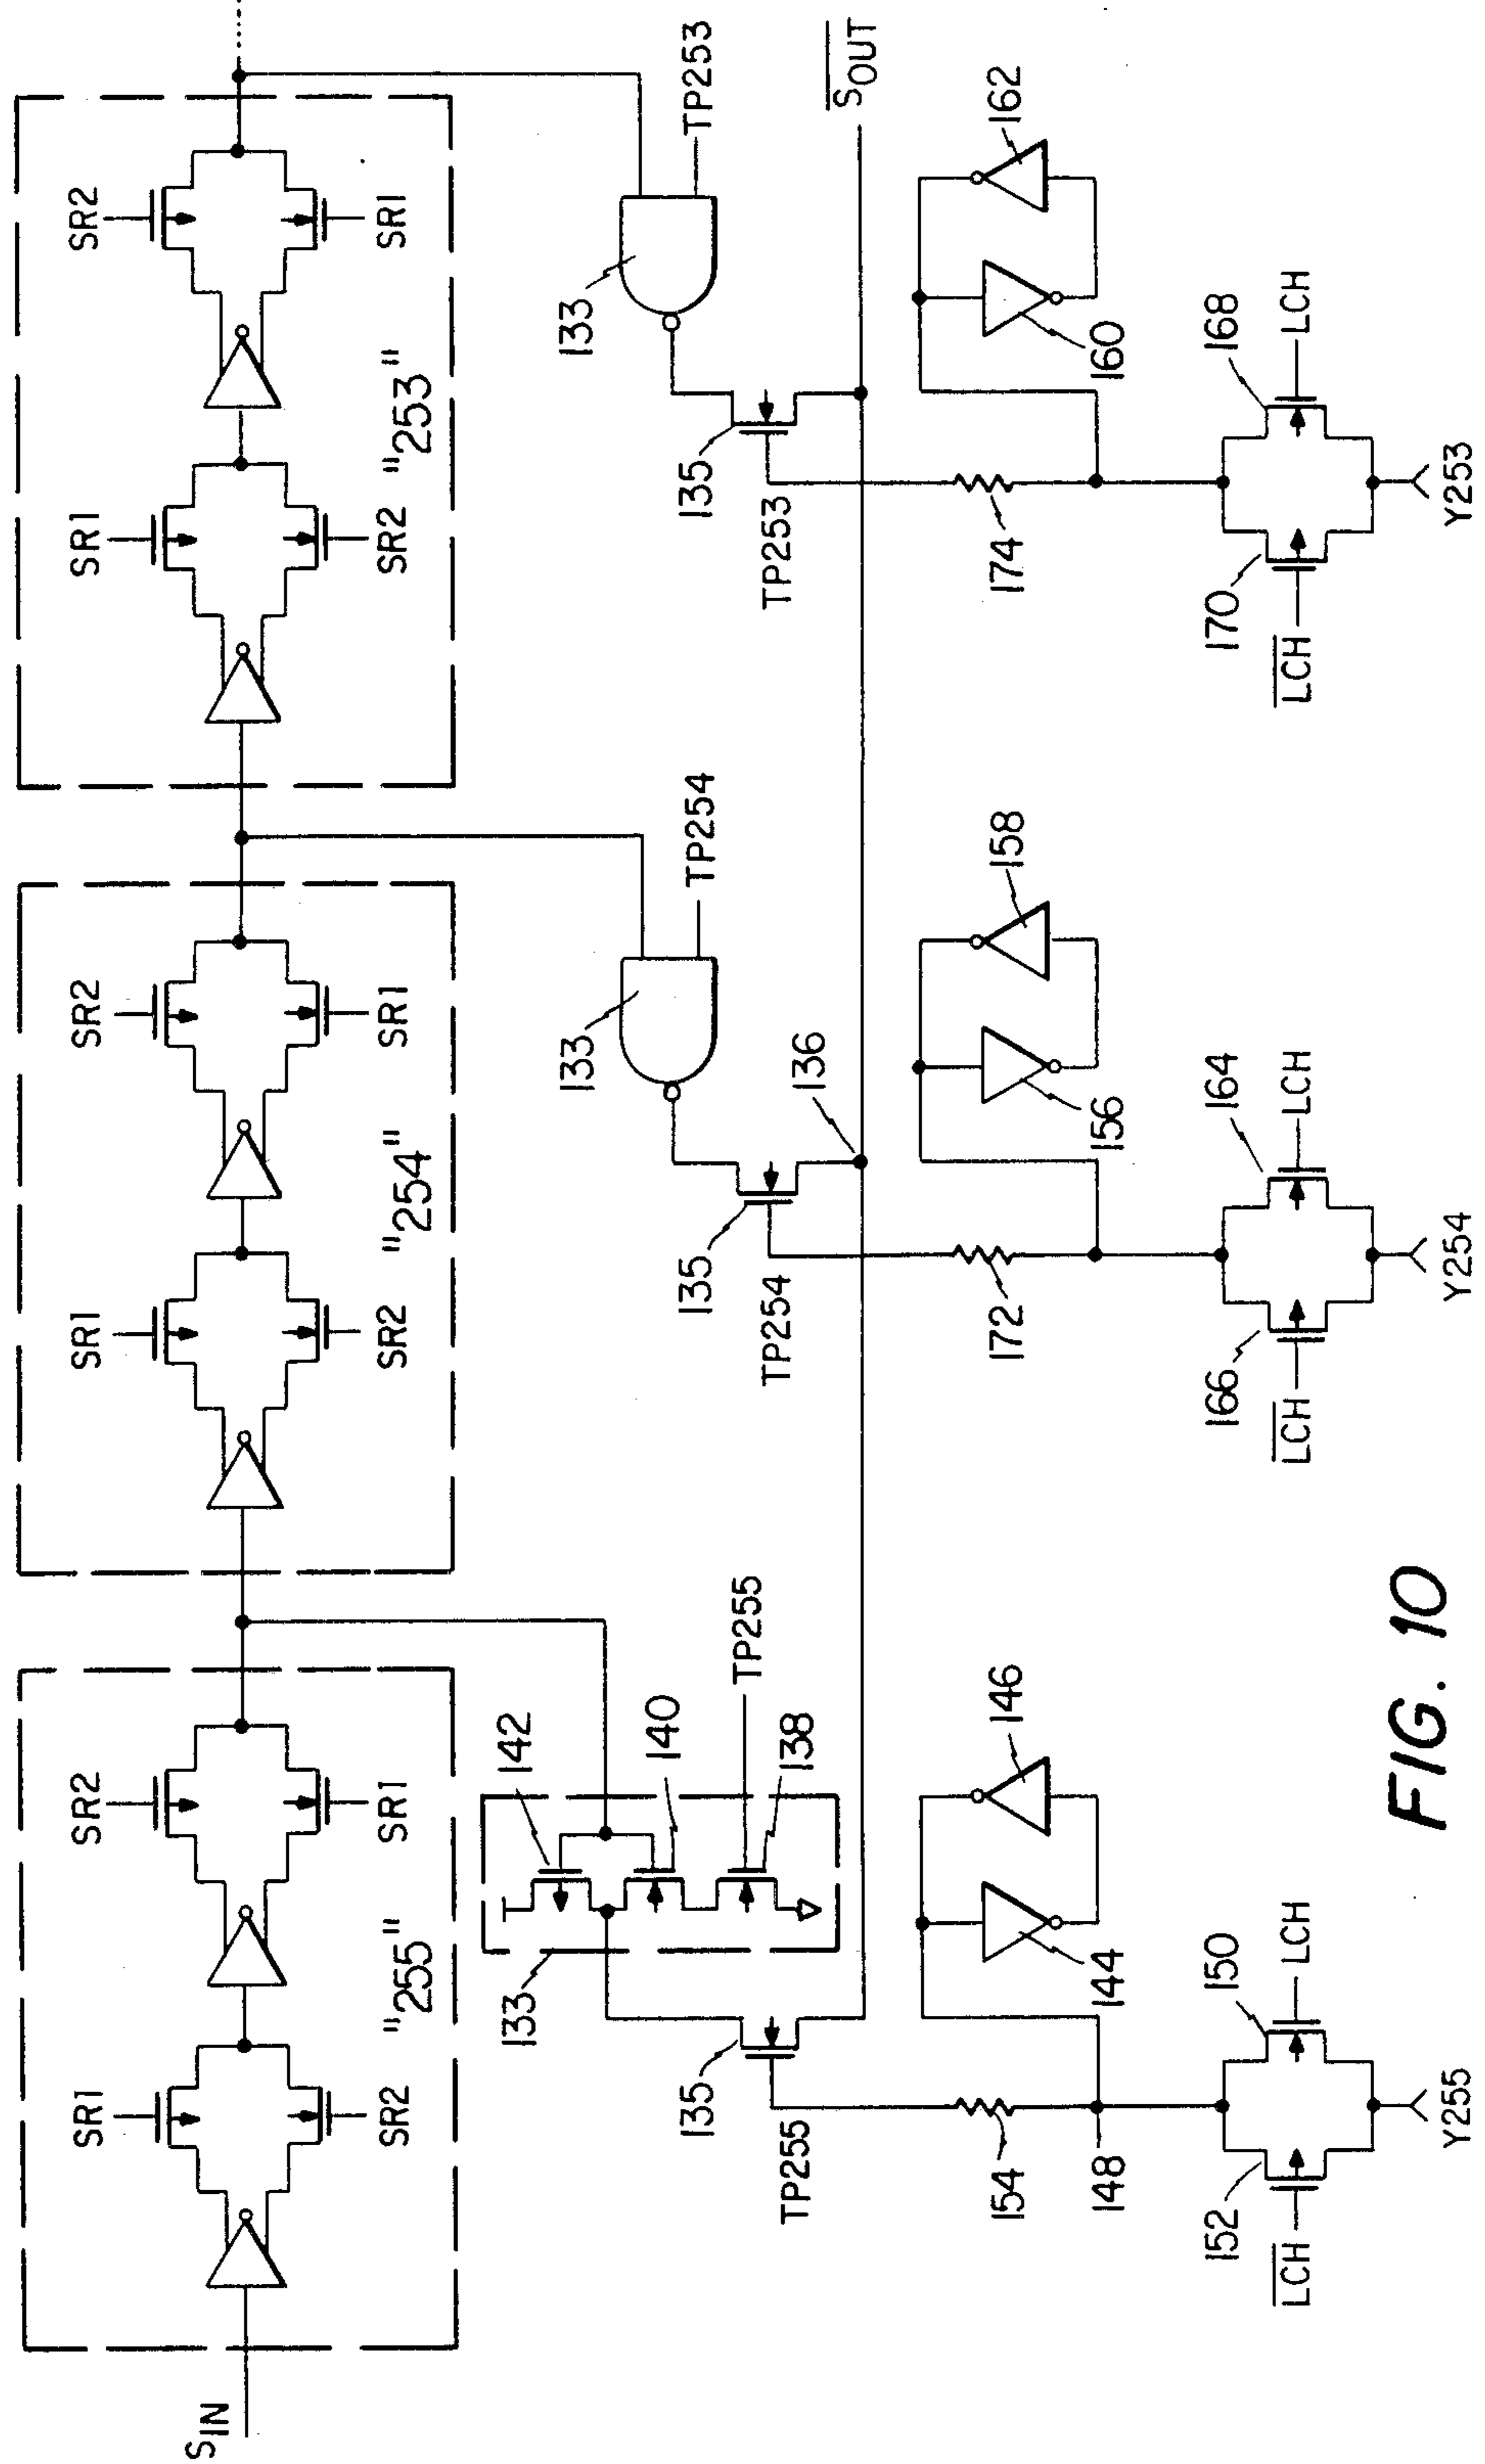 SR1
SR2
SR1
SR2
SR1
SR2
SIN
"255"
"254"
"253"
SR2
SR1
SR2
SR1
SR2
SR1
142
140
TP255
138
133
133
TP254
133
TP253
135
TP255
135
TP254
136
135
TP253
SOUT
154
148
144
146
172
156
158
174
160
162
152
150
LCH
LCH
166
164
LCH
LCH
170
168
LCH
LCH
Y255
Y254
Y253
FIG. 10